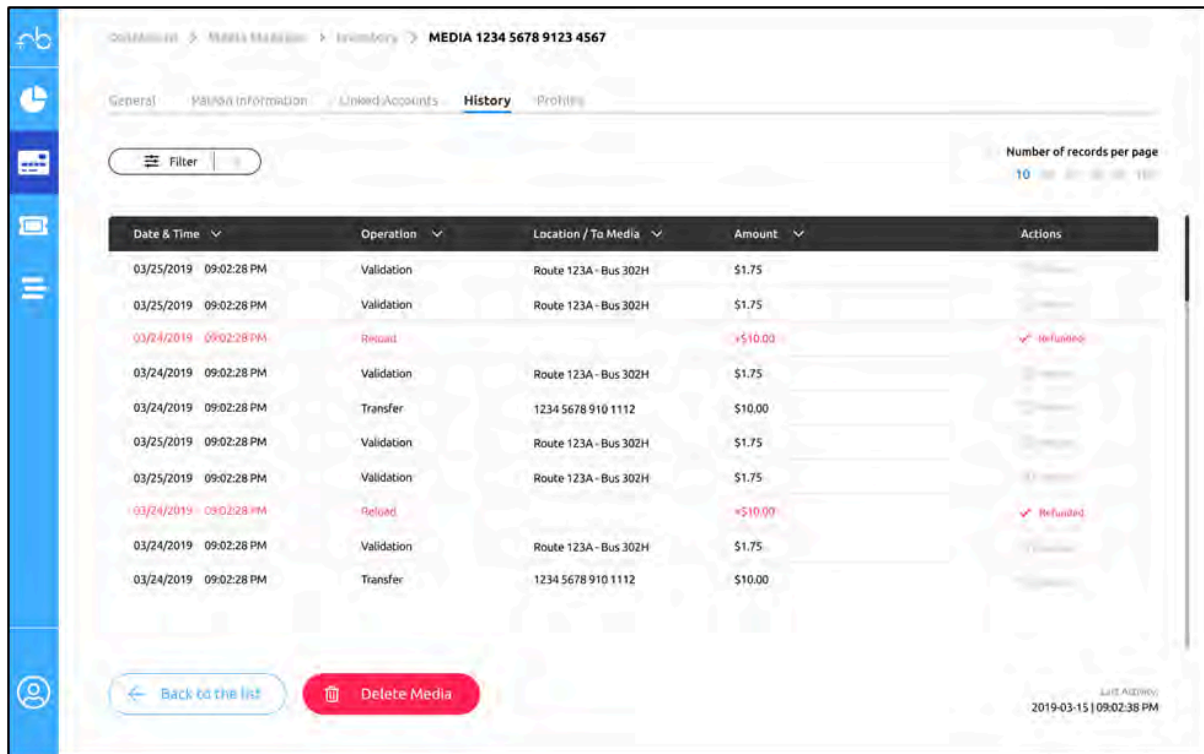 nb
> > Inventory > MEDIA 1234 5678 9123 4567
General Patron Information Linked Accounts History Profiles
Filter
Number of records per page
10
Date & Time Operation Location / To Media Amount Actions
03/25/2019 09:02:28 PM Validation Route 123A - Bus 302H $1.75
03/25/2019 09:02:28 PM Validation Route 123A - Bus 302H $1.75
03/24/2019 09:02:28 PM Reload +$10.00 Refunded
03/24/2019 09:02:28 PM Validation Route 123A - Bus 302H $1.75
03/24/2019 09:02:28 PM Transfer 1234 5678 910 1112 $10.00
03/25/2019 09:02:28 PM Validation Route 123A - Bus 302H $1.75
03/25/2019 09:02:28 PM Validation Route 123A - Bus 302H $1.75
03/24/2019 09:02:28 PM Reload +$10.00 Refunded
03/24/2019 09:02:28 PM Validation Route 123A - Bus 302H $1.75
03/24/2019 09:02:28 PM Transfer 1234 5678 910 1112 $10.00
Back to the list Delete Media
Last Activity:
2019-03-15 | 09:02:38 PM